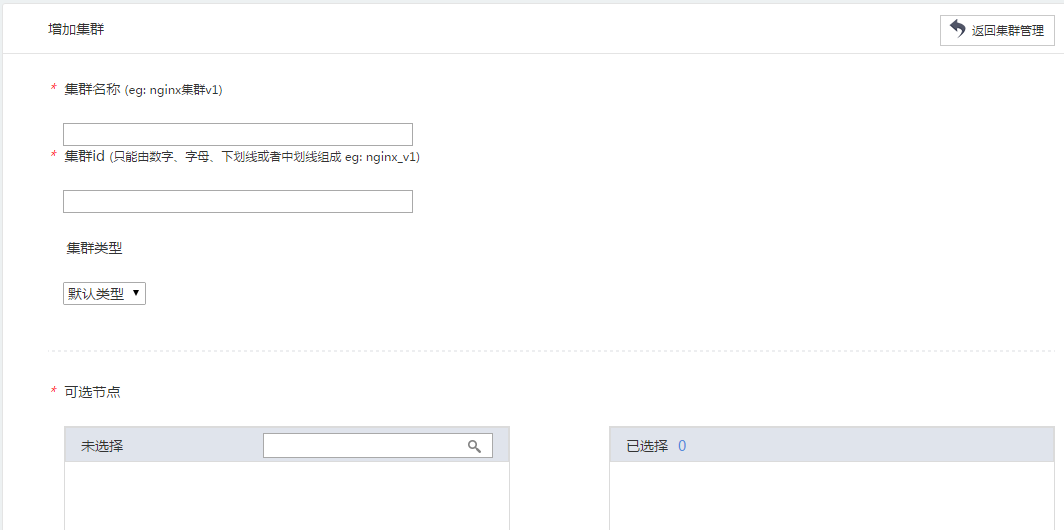 增加集群
返回集群管理
* 集群名称 (eg: nginx集群v1)
* 集群id (只能由数字、字母、下划线或者中划线组成 eg: nginx_v1)
集群类型
默认类型
* 可选节点
未选择
已选择 0